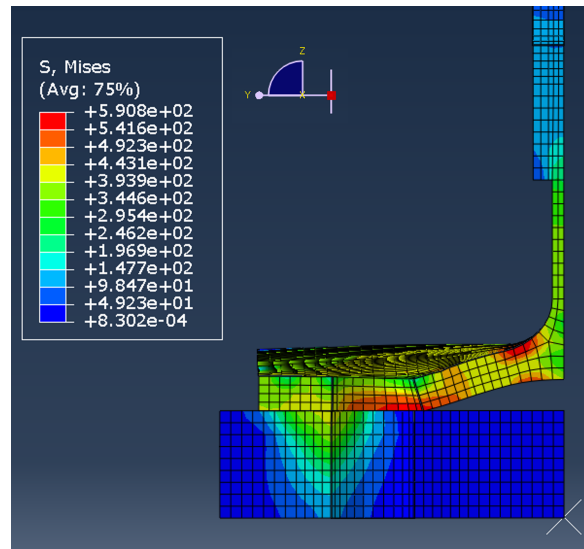 S, Mises
(Avg: 75%)
+5.908e+02
+5.416e+02
+4.923e+02
+4.431e+02
+3.939e+02
+3.446e+02
+2.954e+02
+2.462e+02
+1.969e+02
+1.477e+02
+9.847e+01
+4.923e+01
+8.302e-04
Z
Y
X